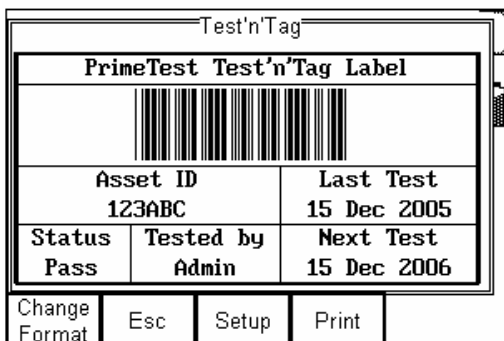 Test'n'Tag
PrimeTest Test'n'Tag Label
Asset ID
123ABC
Last Test
15 Dec 2005
Status
Pass
Tested by
Admin
Next Test
15 Dec 2006
Change
Format
Esc
Setup
Print